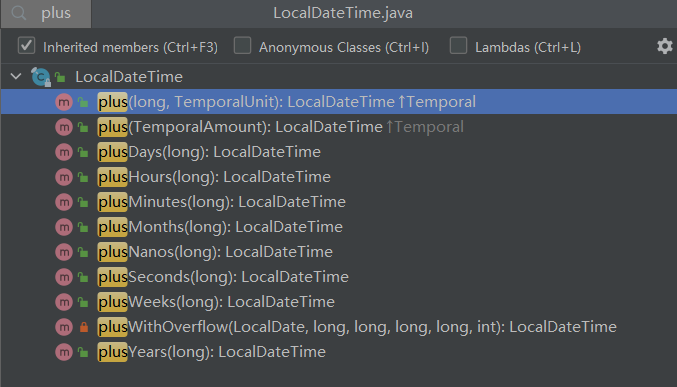 plus
LocalDateTime.java
Inherited members (Ctrl+F3) Anonymous Classes (Ctrl+I) Lambdas (Ctrl+L)
LocalDateTime
plus(long, TemporalUnit): LocalDateTime ↑Temporal
plus(TemporalAmount): LocalDateTime ↑Temporal
plusDays(long): LocalDateTime
plusHours(long): LocalDateTime
plusMinutes(long): LocalDateTime
plusMonths(long): LocalDateTime
plusNanos(long): LocalDateTime
plusSeconds(long): LocalDateTime
plusWeeks(long): LocalDateTime
plusWithOverflow(LocalDate, long, long, long, long, int): LocalDateTime
plusYears(long): LocalDateTime